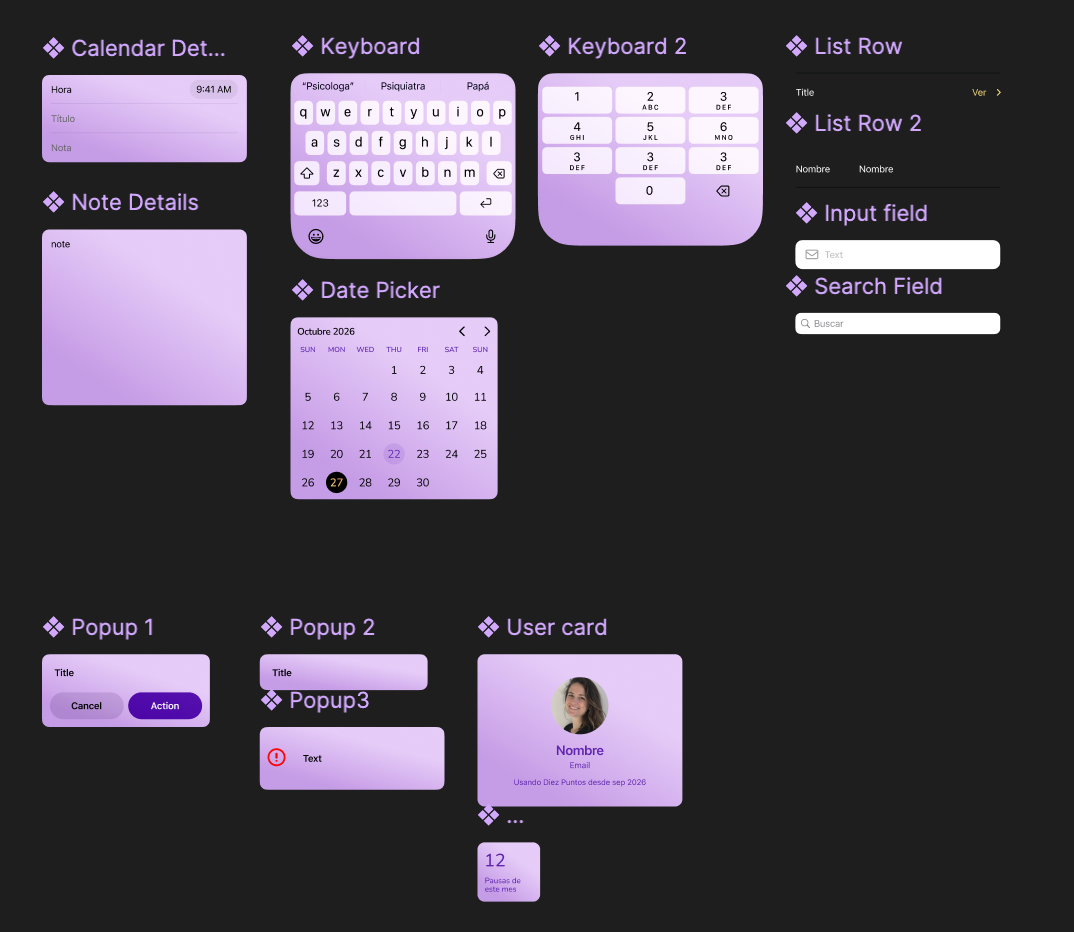 Calendar Det...
Hora
9:41 AM
Título
Nota
Note Details
note
Keyboard
“Psicologa”
Psiquiatra
Papá
q w e r t y u i o p
a s d f g h j k l
z x c v b n m
123
Keyboard 2
1 2 3
ABC DEF
4 5 6
GHI JKL MNO
3 3 3
DEF DEF DEF
0
Date Picker
Octubre 2026
SUN MON WED THU FRI SAT SUN
1 2 3 4
5 6 7 8 9 10 11
12 13 14 15 16 17 18
19 20 21 22 23 24 25
26 27 28 29 30
List Row
Title
Ver
List Row 2
Nombre Nombre
Input field
Text
Search Field
Buscar
Popup 1
Title
Cancel
Action
Popup 2
Title
Popup3
Text
User card
Nombre
Email
Usando Diez Puntos desde sep 2026
...
12
Pausas de
este mes